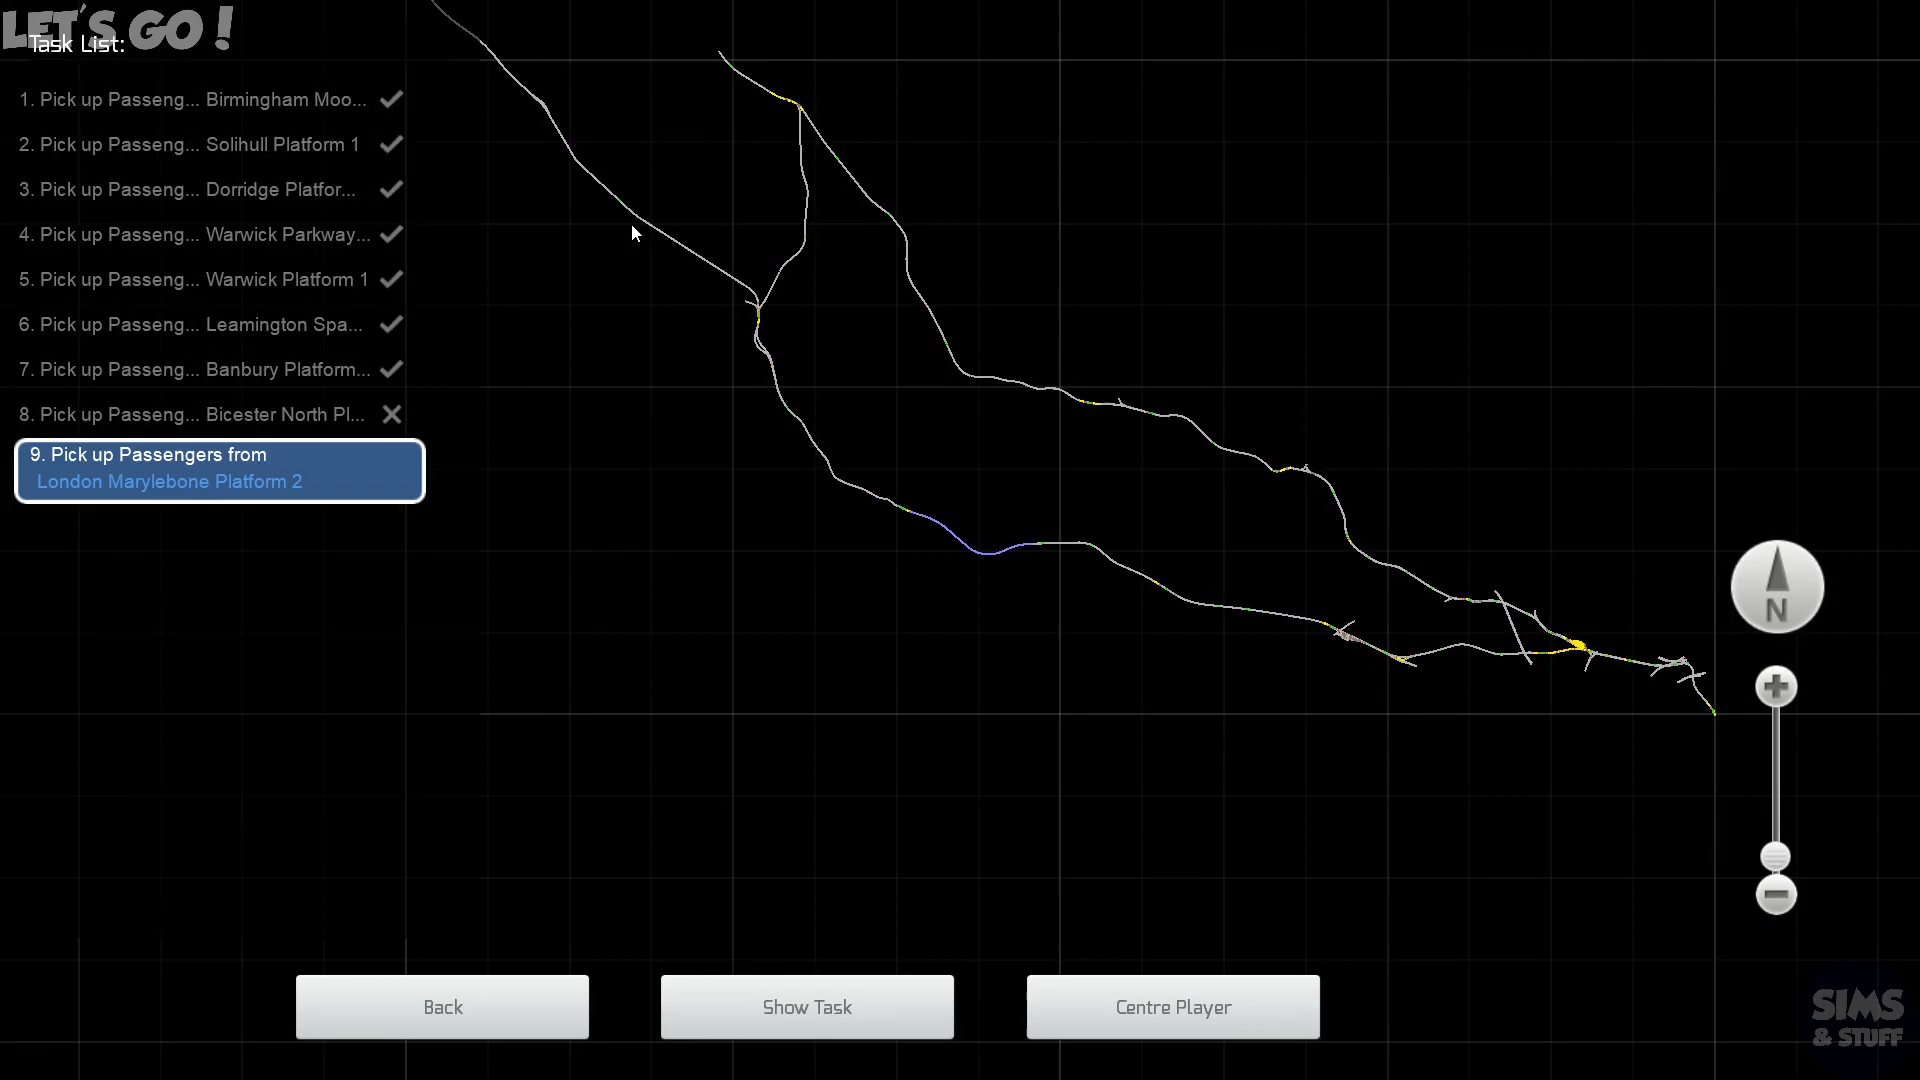 LET'S GO!
Task List:
1. Pick up Passeng... Birmingham Moo...
2. Pick up Passeng... Solihull Platform 1
3. Pick up Passeng... Dorridge Platfor...
4. Pick up Passeng... Warwick Parkway...
5. Pick up Passeng... Warwick Platform 1
6. Pick up Passeng... Leamington Spa...
7. Pick up Passeng... Banbury Platform...
8. Pick up Passeng... Bicester North Pl...
9. Pick up Passengers from
London Marylebone Platform 2
N
Back
Show Task
Centre Player
SIMS
& STUFF